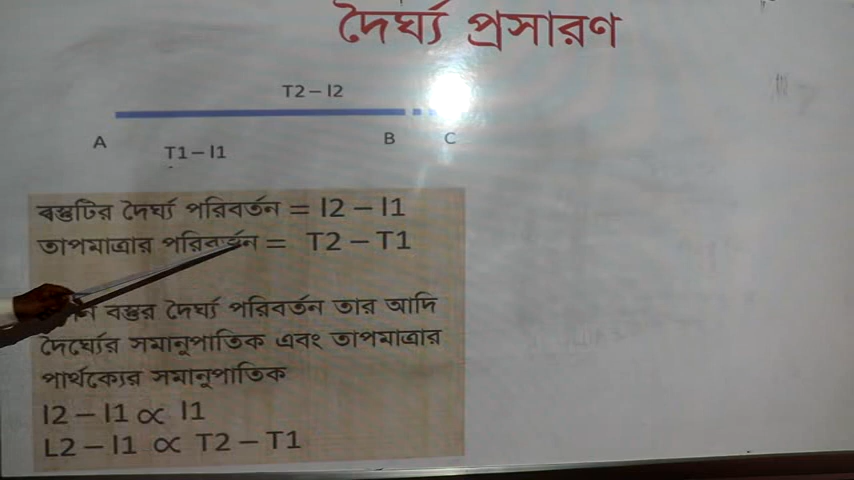 দৈর্ঘ্য প্রসারণ
T2 – l2
A B C
T1 – l1
বস্তুটির দৈর্ঘ্য পরিবর্তন = l2 – l1
তাপমাত্রার পরিবর্তন = T2 – T1
বস্তুর দৈর্ঘ্য পরিবর্তন তার আদি
দৈর্ঘ্যের সমানুপাতিক এবং তাপমাত্রার
পার্থক্যের সমানুপাতিক
l2 – l1 ∝ l1
L2 – l1 ∝ T2 – T1